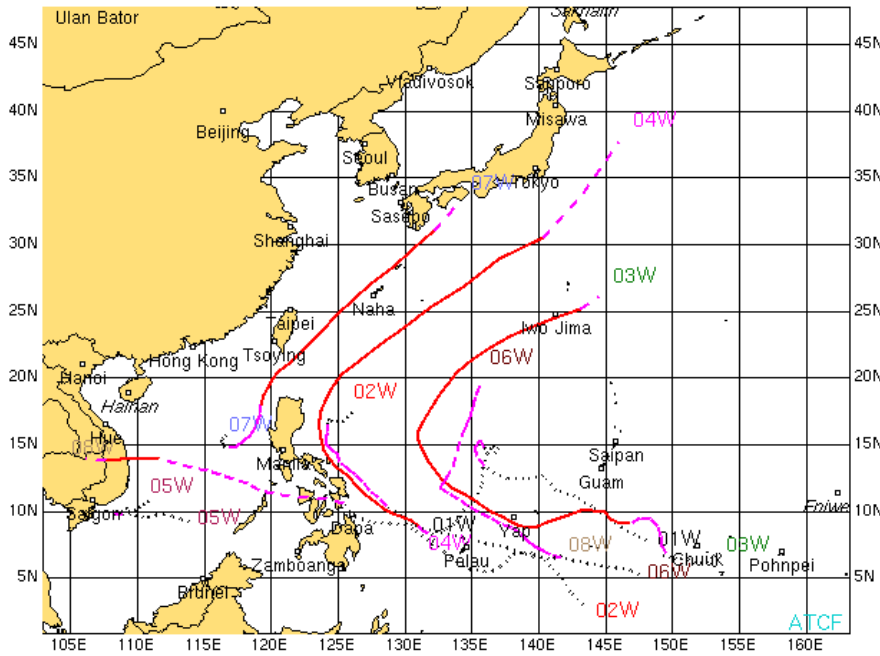 Ulan Bator
Sakhalin
45N
45N
Vladivosok
Sapporo
40N
40N
Beijing
Misawa
04W
Seoul
35N
35N
Busan
07W
Tokyo
Sasebo
30N
30N
Shanghai
03W
25N
25N
Naha
Taipei
Iwo Jima
Tsoying
Hong Kong
06W
20N
20N
Hanoi
02W
Hainan
07W
15N
15N
Hue
08W
Manila
Saipan
Guam
05W
10N
10N
Saigon
05W
Dapa
01W
Yap
Eniwe
04W
08W
01W
03W
Zamboanga
Palau
Chuuk
Pohnpei
06W
5N
5N
Brunei
02W
ATCF
105E
110E
115E
120E
125E
130E
135E
140E
145E
150E
155E
160E